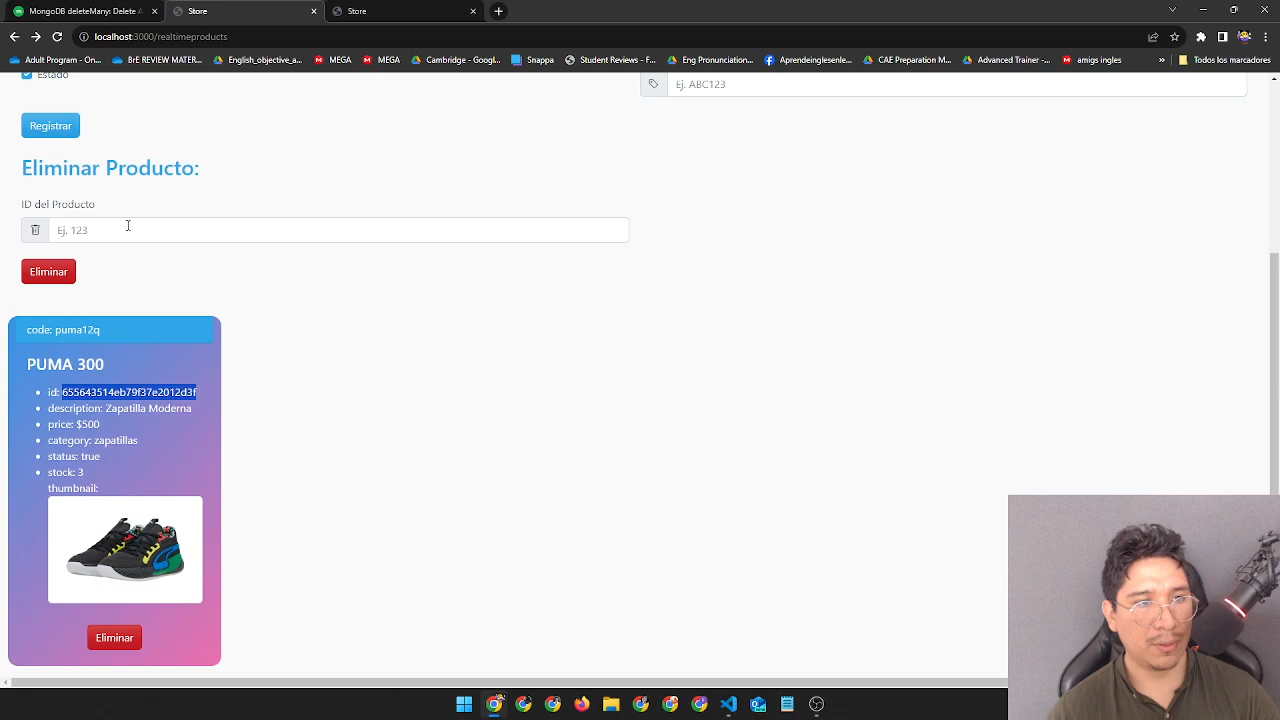 MongoDB deleteMany: Delete A
Store
Store
localhost:3000/realtimeproducts
Adult Program - On...
BrE REVIEW MATER...
English_objective_a...
MEGA
MEGA
Cambridge - Googl...
Snappa
Student Reviews - F...
Eng Pronunciation...
Aprendeinglesenle...
CAE Preparation M...
Advanced Trainer -...
amigs ingles
»
Todos los marcadores
Estado
Ej. ABC123
Registrar
Eliminar Producto:
ID del Producto
Ej. 123
Eliminar
code: puma12q
PUMA 300
id: 655643514eb79f37e2012d3f
description: Zapatilla Moderna
price: $500
category: zapatillas
status: true
stock: 3
thumbnail:
Eliminar